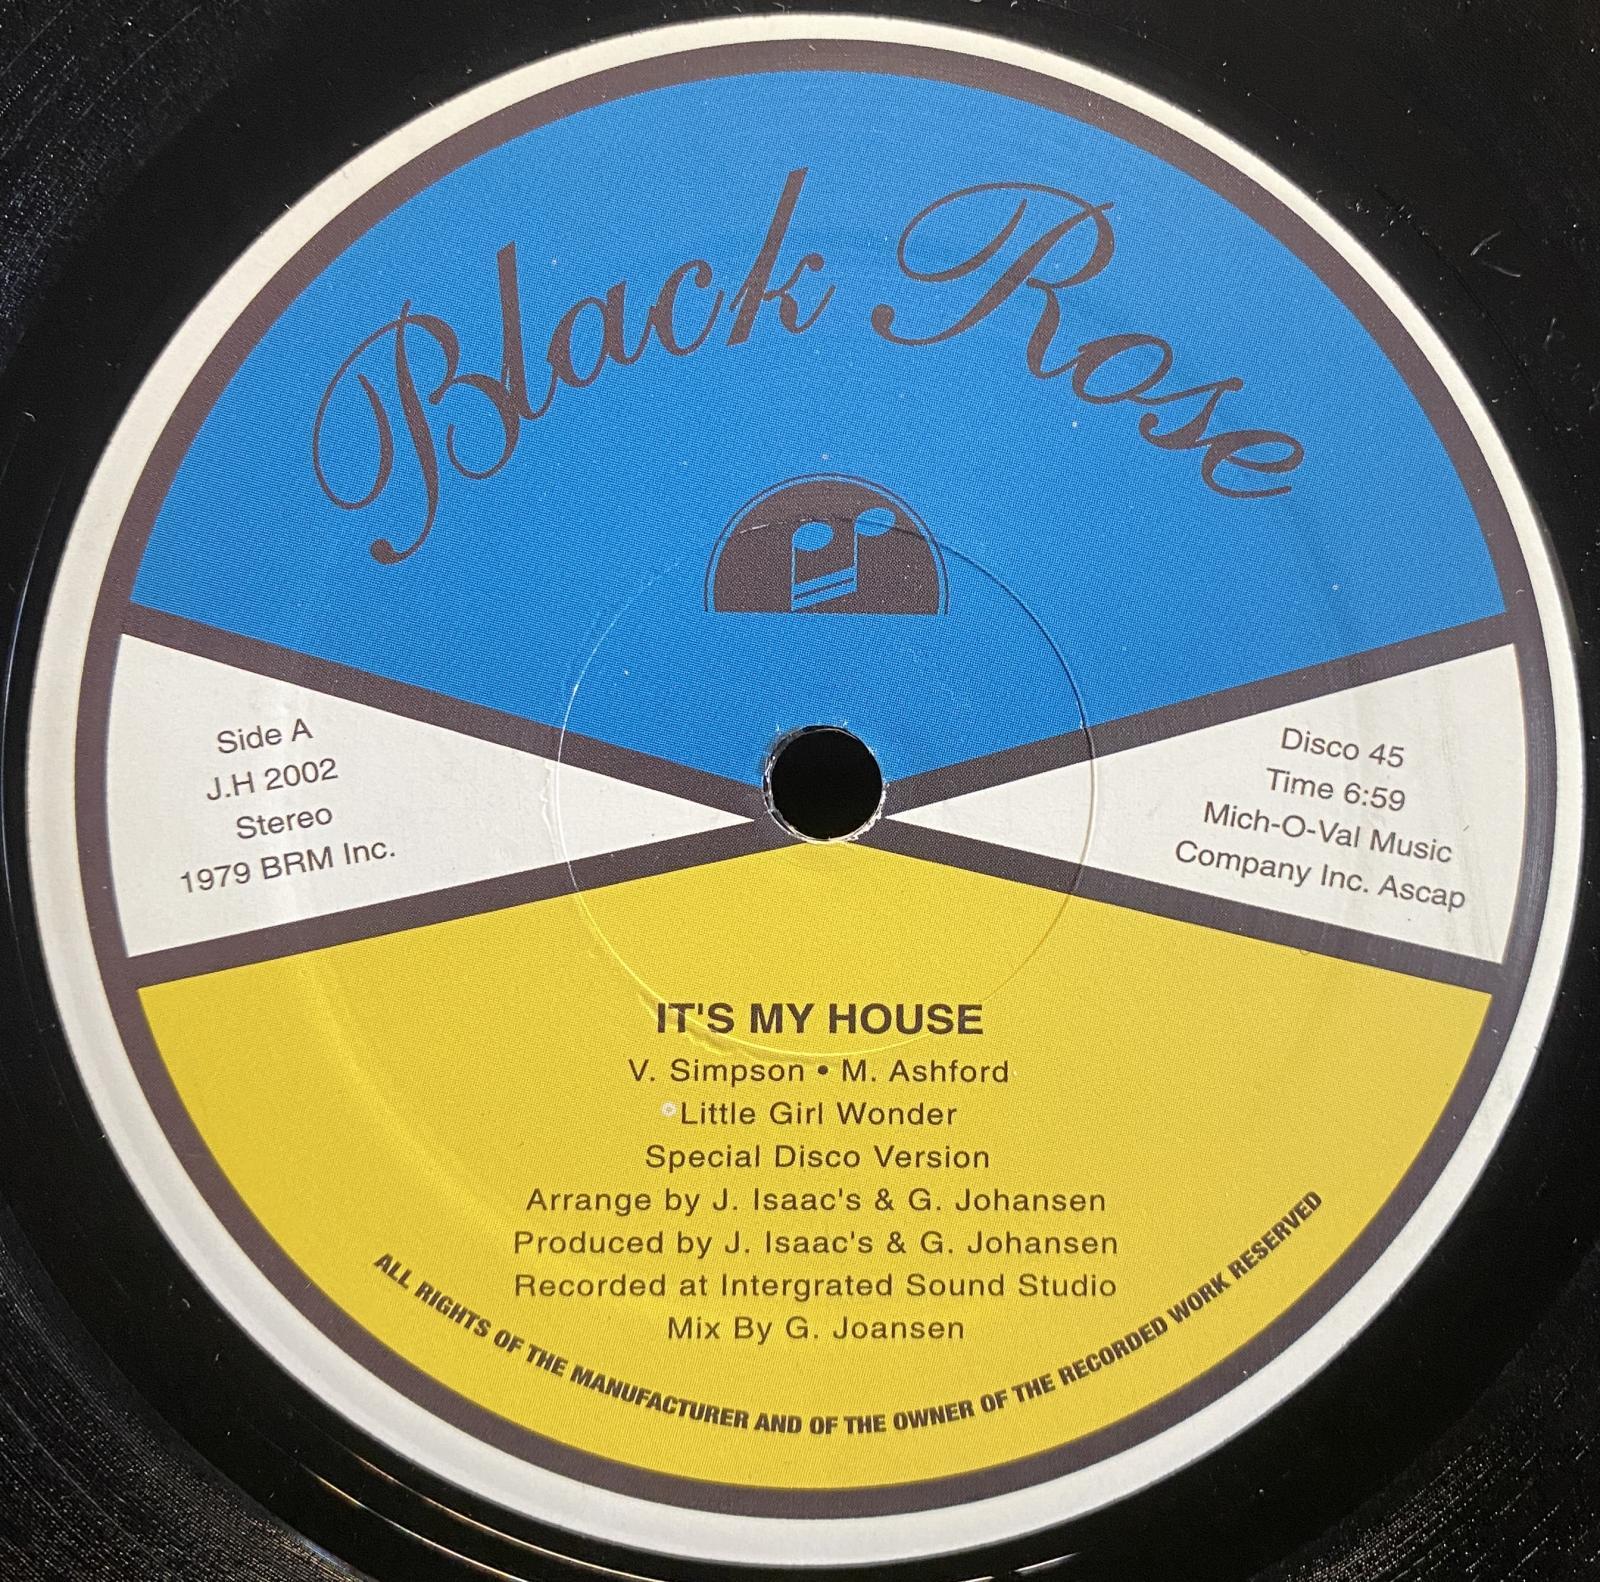 Black Rose
Side A
J.H 2002
Stereo
1979 BRM Inc.
Disco 45
Time 6:59
Mich-O-Val Music
Company Inc. Ascap
IT'S MY HOUSE
V. Simpson • M. Ashford
Little Girl Wonder
Special Disco Version
Arrange by J. Isaac's & G. Johansen
Produced by J. Isaac's & G. Johansen
Recorded at Intergrated Sound Studio
Mix By G. Joansen
ALL RIGHTS OF THE MANUFACTURER AND OF THE OWNER OF THE RECORDED WORK RESERVED